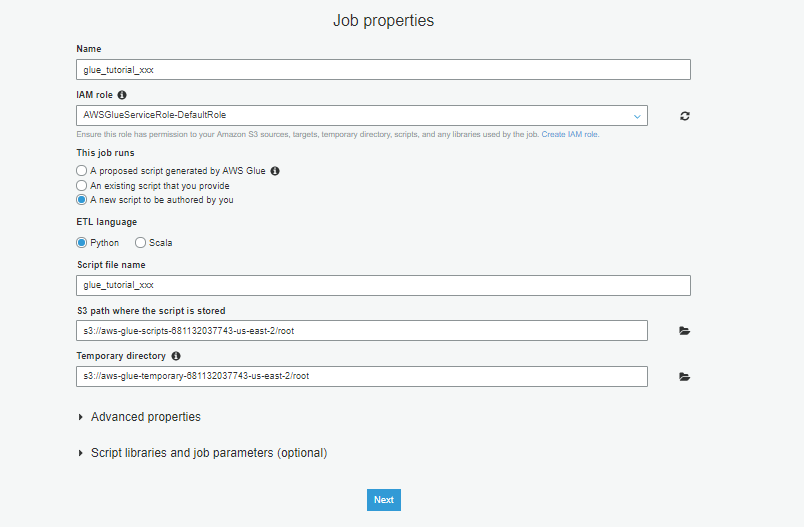 Job properties
Name
glue_tutorial_xxx
IAM role
AWSGlueServiceRole-DefaultRole
Ensure this role has permission to your Amazon S3 sources, targets, temporary directory, scripts, and any libraries used by the job. Create IAM role.
This job runs
A proposed script generated by AWS Glue
An existing script that you provide
A new script to be authored by you
ETL language
Python Scala
Script file name
glue_tutorial_xxx
S3 path where the script is stored
s3://aws-glue-scripts-681132037743-us-east-2/root
Temporary directory
s3://aws-glue-temporary-681132037743-us-east-2/root
Advanced properties
Script libraries and job parameters (optional)
Next